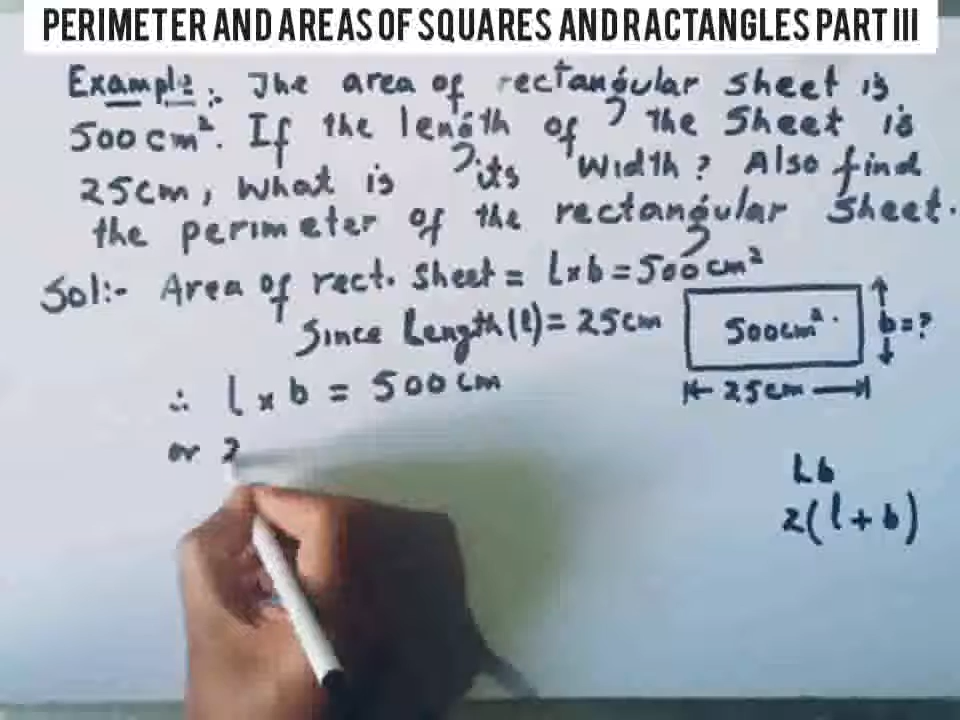 PERIMETER AND AREAS OF SQUARES AND RACTANGLES PART III
Example:. The area of rectangular sheet is
500 cm². If the length of the sheet is
25cm, what is its width? Also find
the perimeter of the rectangular sheet.
Sol:- Area of rect. sheet = l×b = 500cm²
Since length(l) = 25cm
500cm².
b=?
25cm
∴ l × b = 500 cm
or 2
Lb
2(l+b)